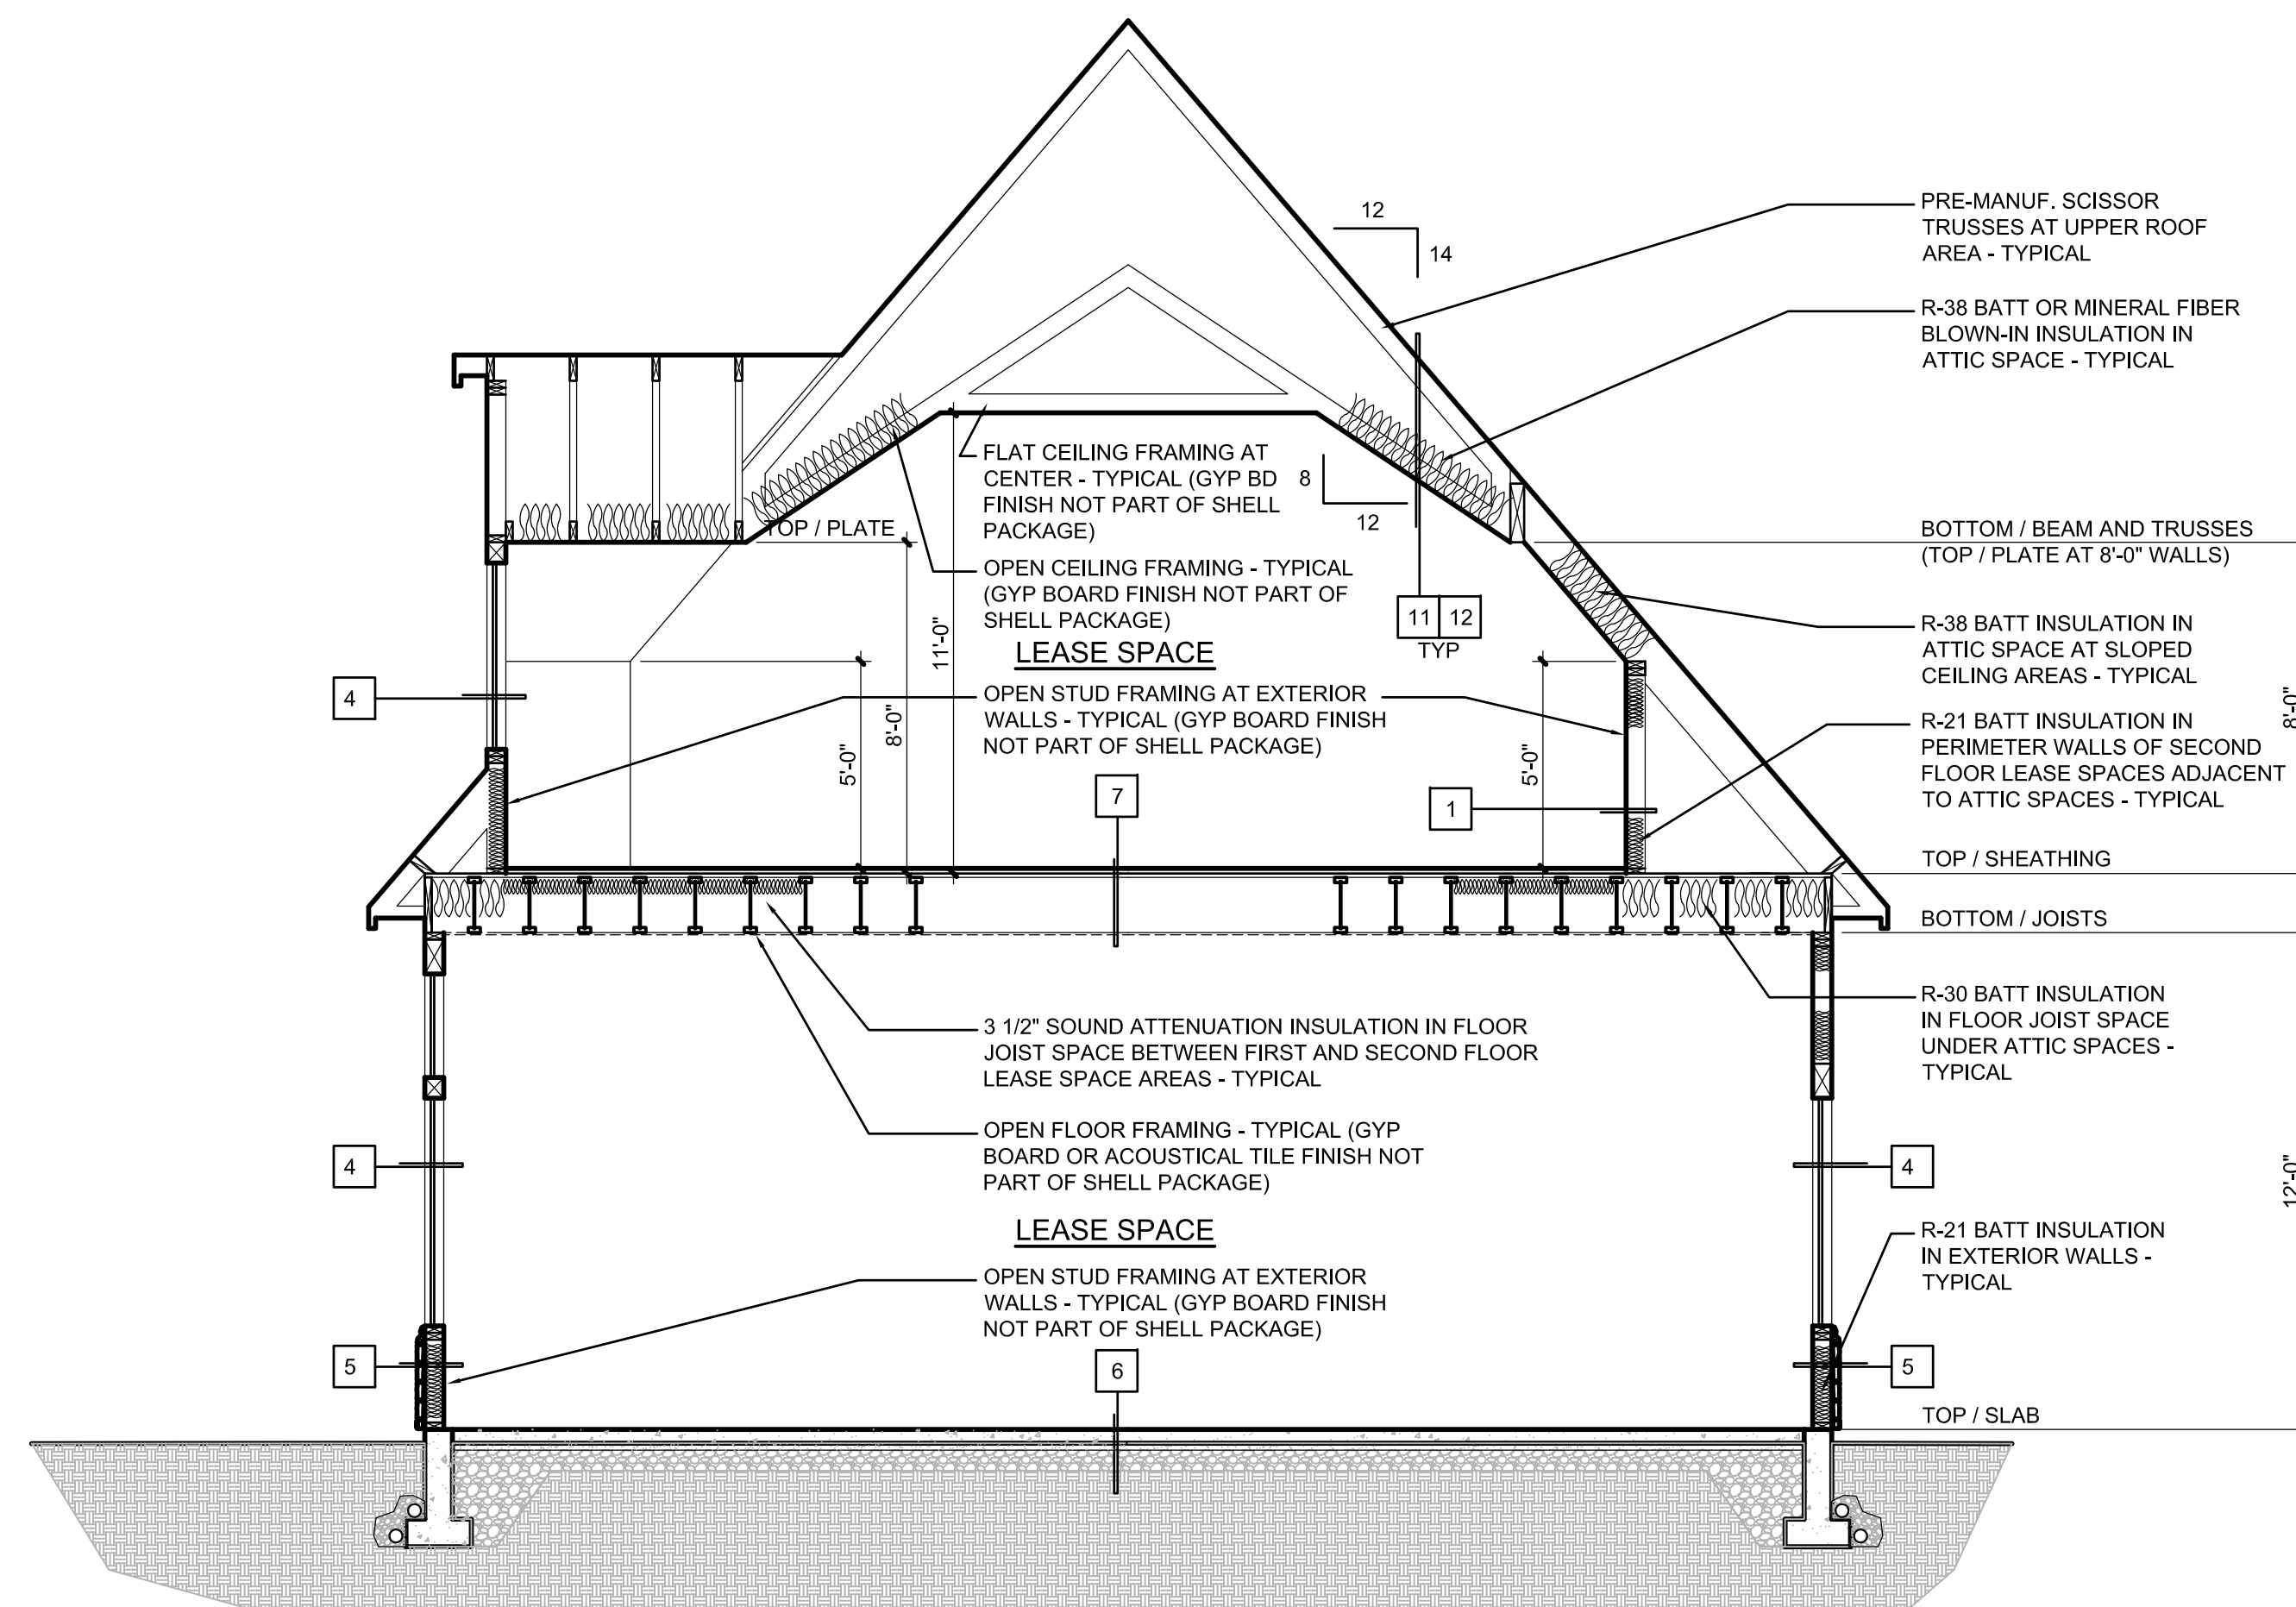 12
14
PRE-MANUF. SCISSOR
TRUSSES AT UPPER ROOF
AREA - TYPICAL
R-38 BATT OR MINERAL FIBER
BLOWN-IN INSULATION IN
ATTIC SPACE - TYPICAL
FLAT CEILING FRAMING AT
CENTER - TYPICAL (GYP BD
FINISH NOT PART OF SHELL
PACKAGE)
8
12
TOP / PLATE
OPEN CEILING FRAMING - TYPICAL
(GYP BOARD FINISH NOT PART OF
SHELL PACKAGE)
11 12
TYP
BOTTOM / BEAM AND TRUSSES
(TOP / PLATE AT 8'-0" WALLS)
R-38 BATT INSULATION IN
ATTIC SPACE AT SLOPED
CEILING AREAS - TYPICAL
LEASE SPACE
11'-0"
8'-0"
5'-0"
5'-0"
8'-0"
4
OPEN STUD FRAMING AT EXTERIOR
WALLS - TYPICAL (GYP BOARD FINISH
NOT PART OF SHELL PACKAGE)
R-21 BATT INSULATION IN
PERIMETER WALLS OF SECOND
FLOOR LEASE SPACES ADJACENT
TO ATTIC SPACES - TYPICAL
7
1
TOP / SHEATHING
BOTTOM / JOISTS
3 1/2" SOUND ATTENUATION INSULATION IN FLOOR
JOIST SPACE BETWEEN FIRST AND SECOND FLOOR
LEASE SPACE AREAS - TYPICAL
R-30 BATT INSULATION
IN FLOOR JOIST SPACE
UNDER ATTIC SPACES -
TYPICAL
OPEN FLOOR FRAMING - TYPICAL (GYP
BOARD OR ACOUSTICAL TILE FINISH NOT
PART OF SHELL PACKAGE)
4
4
12'-0"
LEASE SPACE
R-21 BATT INSULATION
IN EXTERIOR WALLS -
TYPICAL
OPEN STUD FRAMING AT EXTERIOR
WALLS - TYPICAL (GYP BOARD FINISH
NOT PART OF SHELL PACKAGE)
5
6
5
TOP / SLAB